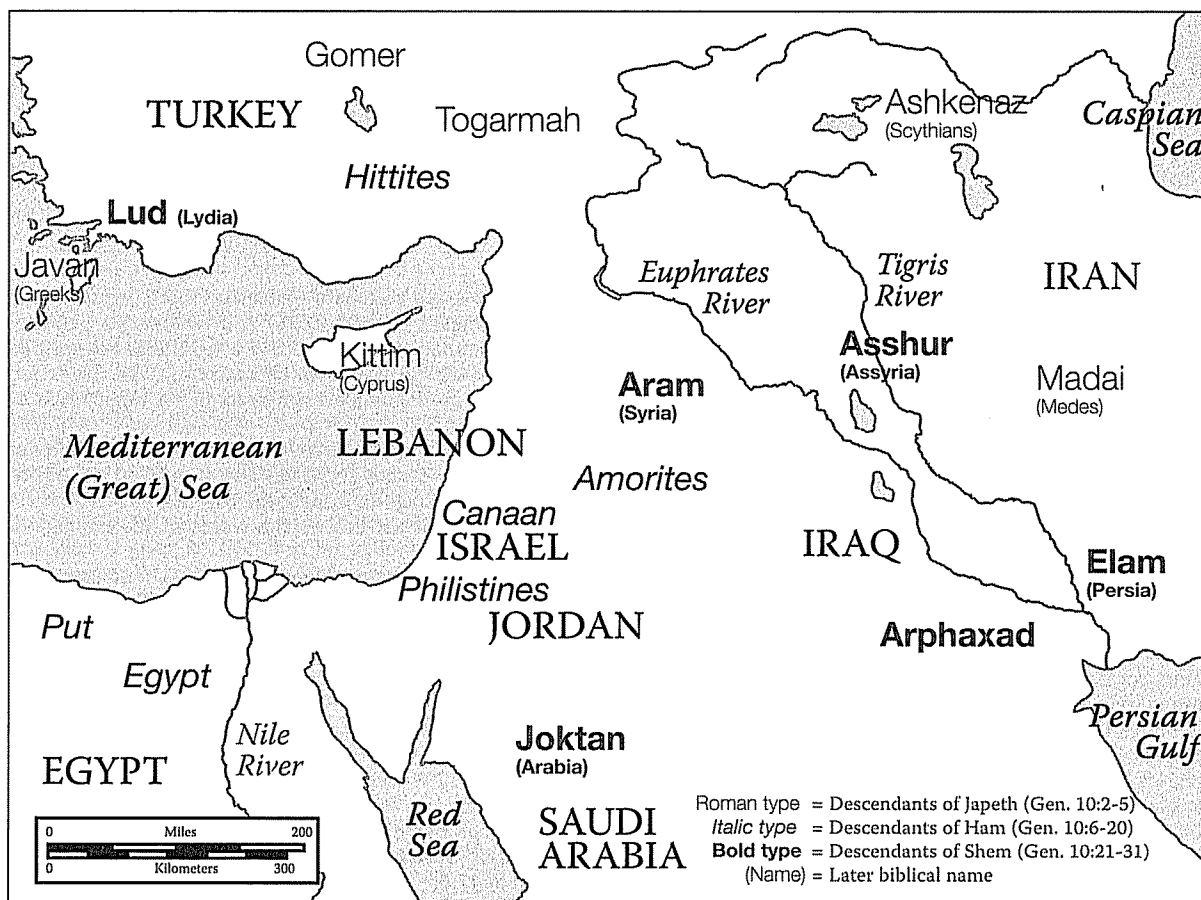 Gomer
TURKEY
Togarmah
Ashkenaz
(Scythians)
Caspian
Sea
Hittites
Lud (Lydia)
Javan
(Greeks)
Euphrates
River
Tigris
River
IRAN
Kittim
(Cyprus)
Asshur
(Assyria)
Aram
(Syria)
Madai
(Medes)
Mediterranean
(Great) Sea
LEBANON
Amorites
Canaan
ISRAEL
IRAQ
Philistines
Elam
(Persia)
Put
JORDAN
Arphaxad
Egypt
Nile
River
Joktan
(Arabia)
Persian
Gulf
EGYPT
Red
Sea
SAUDI
ARABIA
Roman type = Descendants of Japeth (Gen. 10:2-5)
Italic type = Descendants of Ham (Gen. 10:6-20)
Bold type = Descendants of Shem (Gen. 10:21-31)
(Name) = Later biblical name
0 Miles 200
0 Kilometers 300